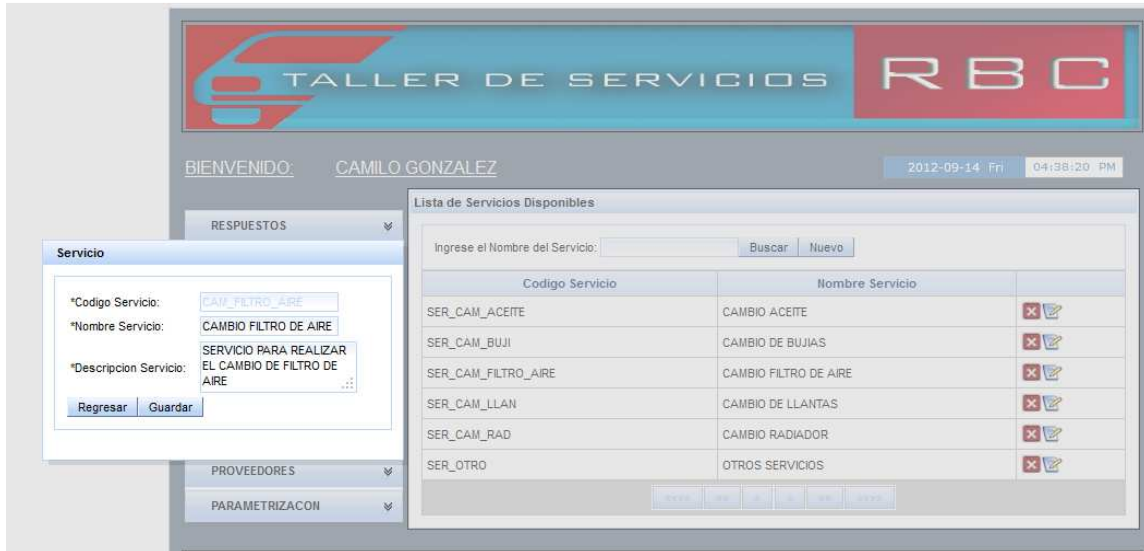 TALLER DE SERVICIOS RBC
BIENVENIDO: CAMILO GONZALEZ
2012-09-14 Fri 04:38:20 PM
RESPUESTOS
Servicio
*Codigo Servicio: CAM_FILTRO_AIRE
*Nombre Servicio: CAMBIO FILTRO DE AIRE
*Descripcion Servicio: SERVICIO PARA REALIZAR
EL CAMBIO DE FILTRO DE
AIRE
Regresar Guardar
PROVEEDORES
PARAMETRIZACON
Lista de Servicios Disponibles
Ingrese el Nombre del Servicio: Buscar Nuevo
Codigo Servicio Nombre Servicio
SER_CAM_ACEITE CAMBIO ACEITE
SER_CAM_BUJI CAMBIO DE BUJIAS
SER_CAM_FILTRO_AIRE CAMBIO FILTRO DE AIRE
SER_CAM_LLAN CAMBIO DE LLANTAS
SER_CAM_RAD CAMBIO RADIADOR
SER_OTRO OTROS SERVICIOS